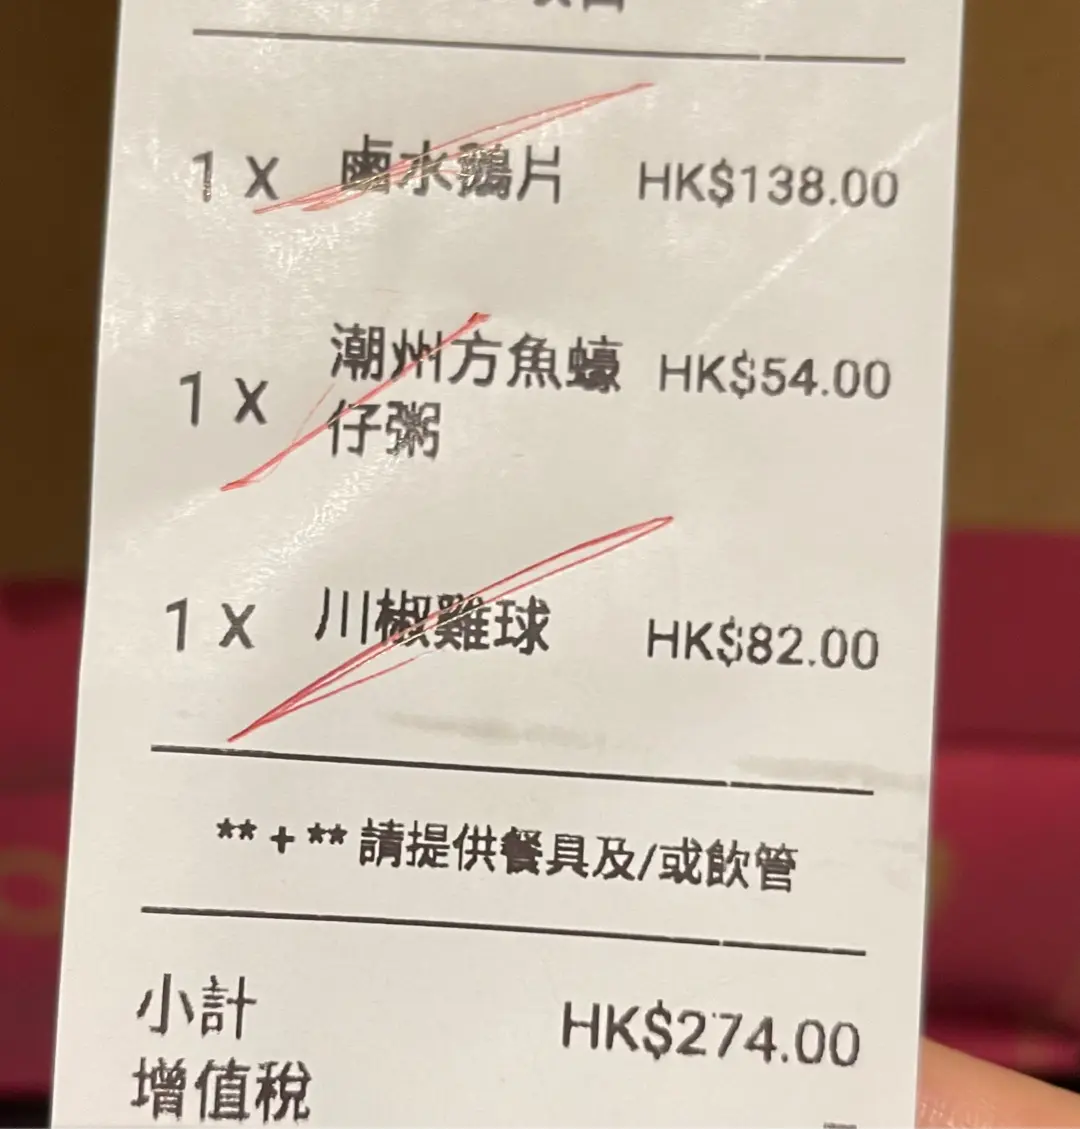 1 X 鹵水鵝片 HK$138.00
1 X 潮州方魚蠔 HK$54.00
仔粥
1 X 川椒雞球 HK$82.00
** + ** 請提供餐具及/或飲管
小計 HK$274.00
增值稅